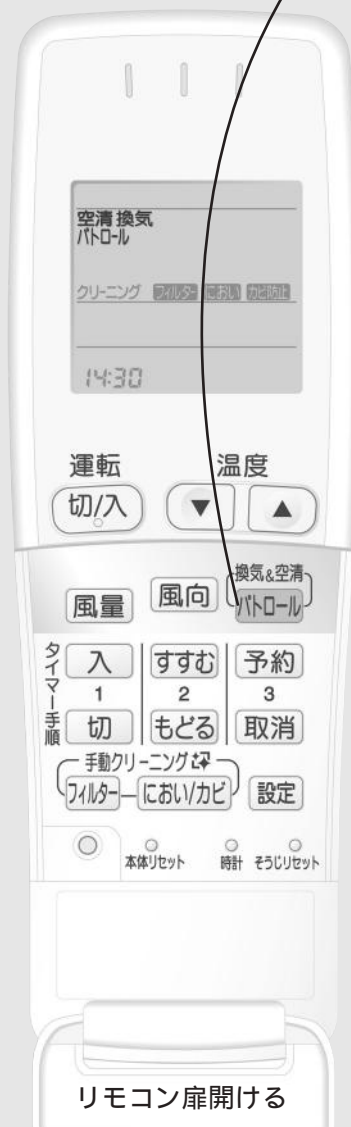 空清 換気
パトロール
クリーニング フィルター におい カビ防止
14:30
運転 温度
切/入 ▼ ▲
換気&空清
風量 風向 パトロール
タイマー手順
入 すすむ 予約
1 2 3
切 もどる 取消
手動クリーニング
フィルター におい/カビ 設定
本体リセット 時計 そうじリセット
リモコン扉開ける